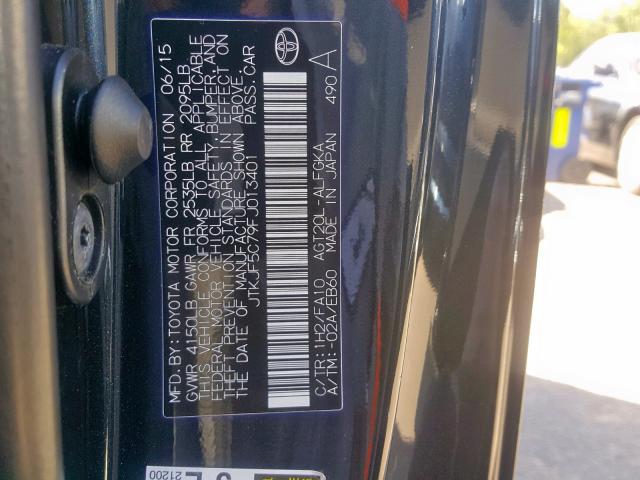 MFD. BY: TOYOTA MOTOR CORPORATION 06/15
GVWR 4150LB GAWR FR 2535LB RR 2095LB
THIS VEHICLE CONFORMS TO ALL APPLICABLE
FEDERAL MOTOR VEHICLE SAFETY, BUMPER, AND
THEFT PREVENTION STANDARDS IN EFFECT ON
THE DATE OF MANUFACTURE SHOWN ABOVE.
JTKJF5C79FJ013401 PASS. CAR
C/TR: 1H2/FA10 AGT20L-ALFGKA 490 A
A/TM: -02A/EB60 MADE IN JAPAN
21200